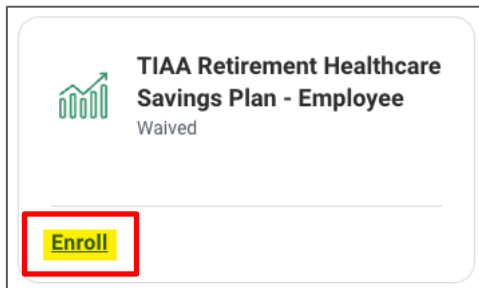 TIAA Retirement Healthcare
Savings Plan - Employee
Waived
Enroll